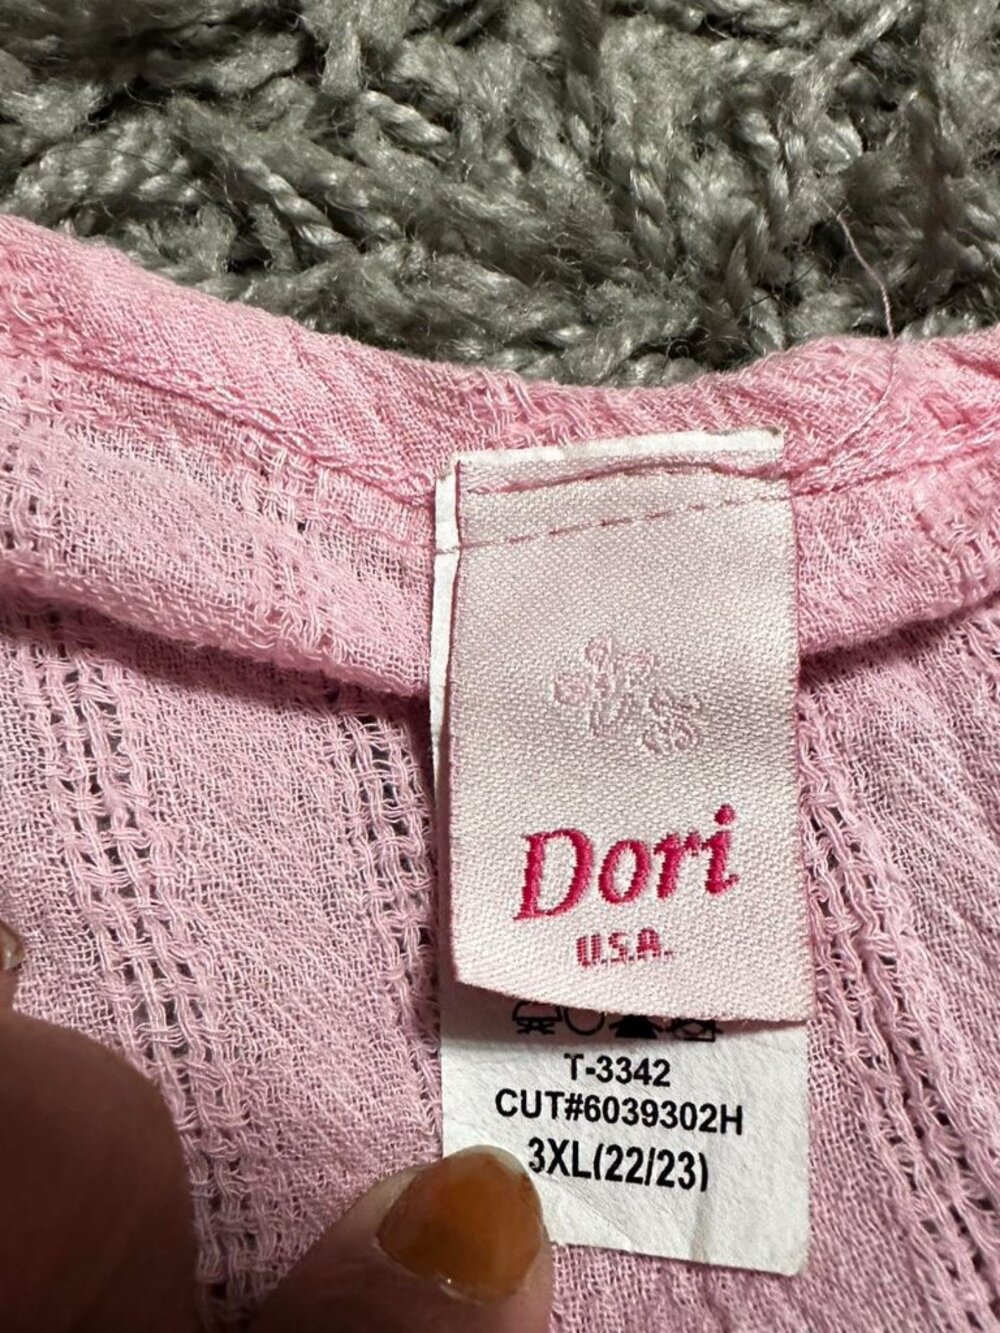 Dori
U.S.A.
T-3342
CUT#6039302H
3XL(22/23)